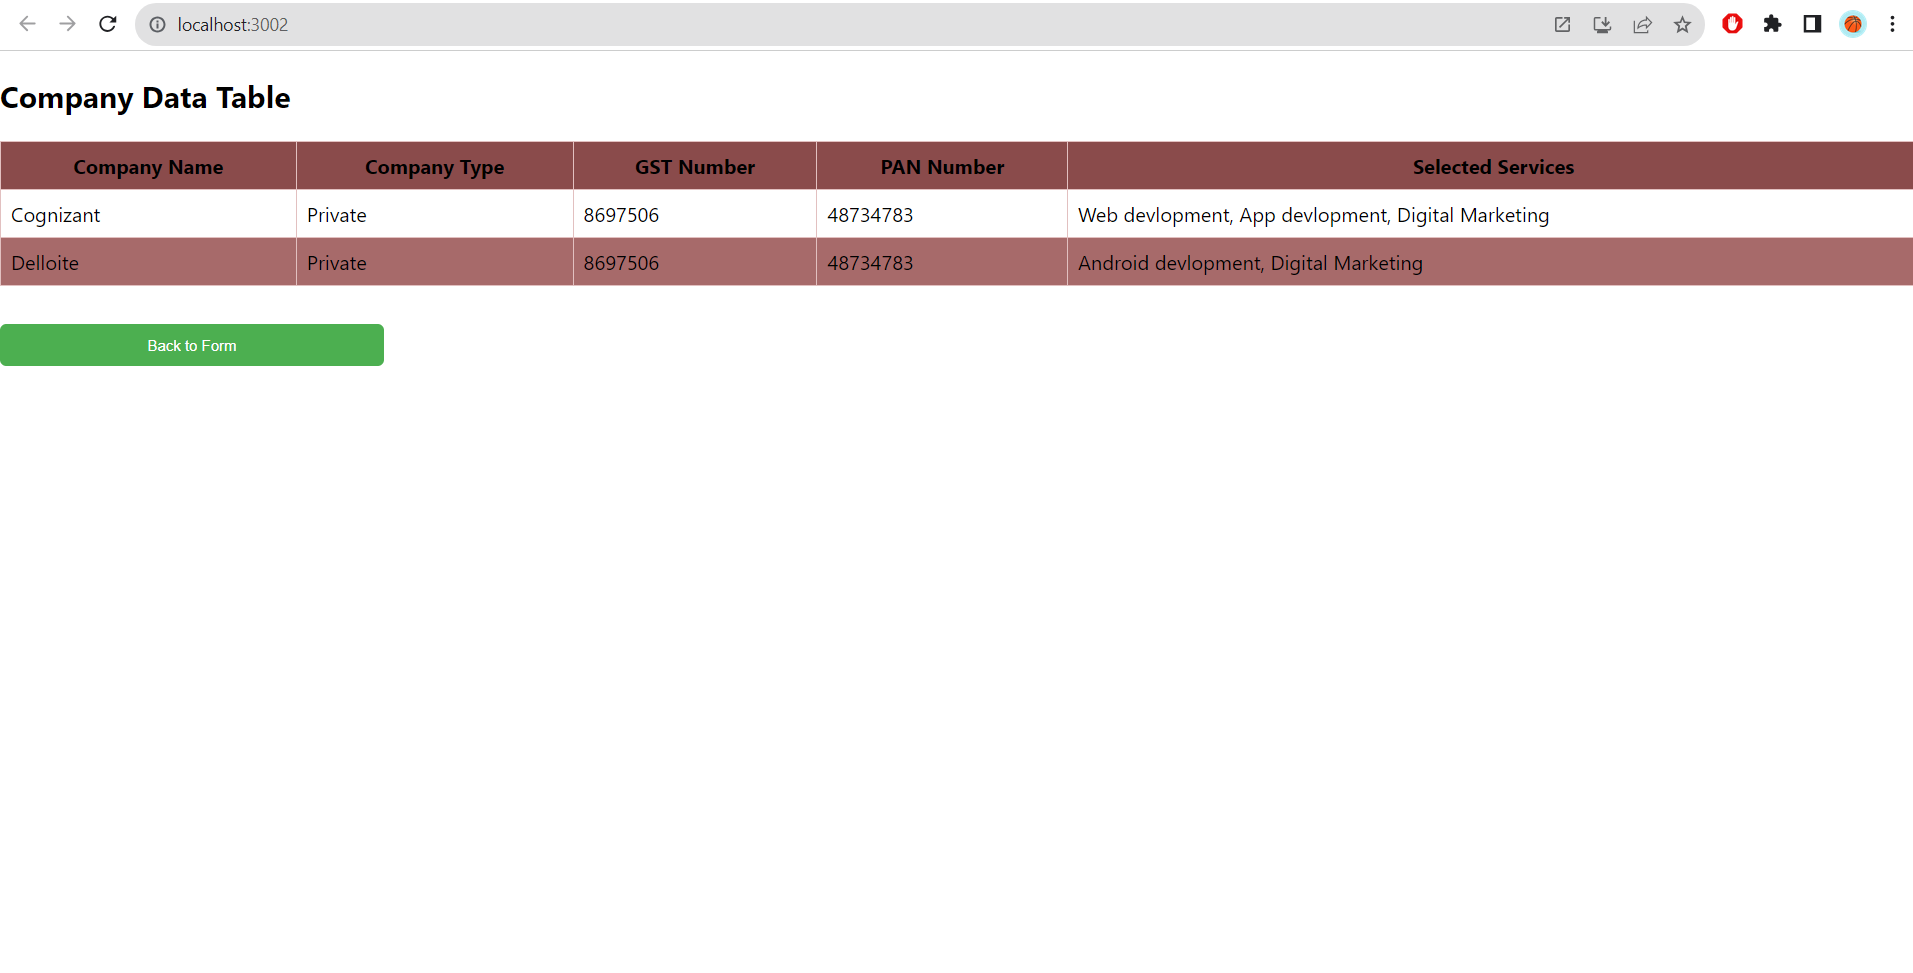 localhost:3002
Company Data Table
Company Name Company Type GST Number PAN Number Selected Services
Cognizant Private 8697506 48734783 Web devlopment, App devlopment, Digital Marketing
Delloite Private 8697506 48734783 Android devlopment, Digital Marketing
Back to Form